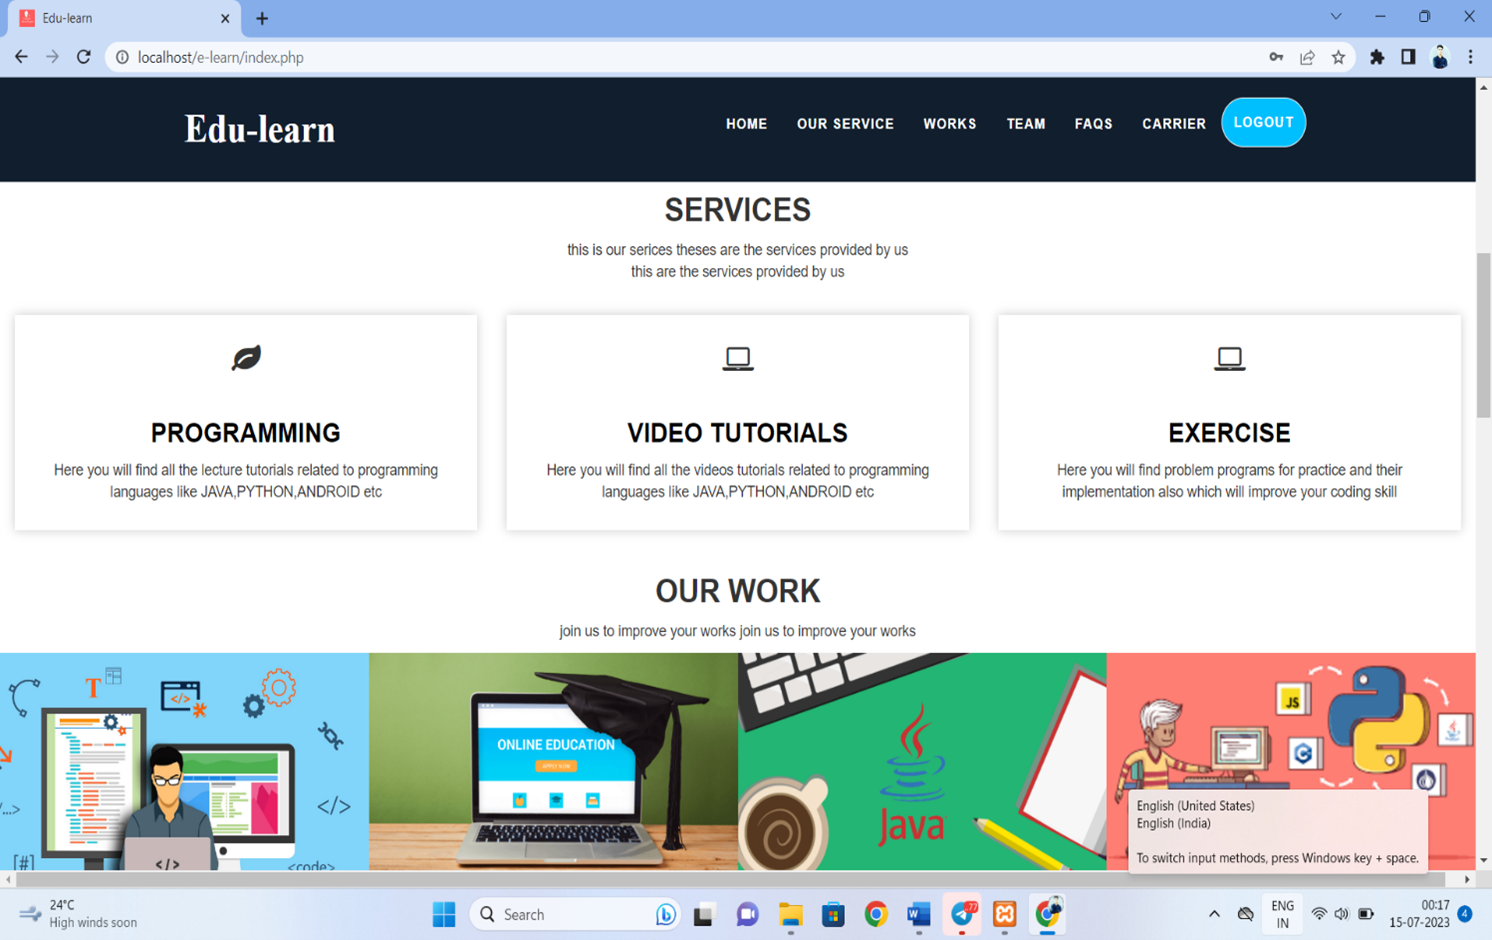 Edu-learn
localhost/e-learn/index.php
Edu-learn
HOME
OUR SERVICE
WORKS
TEAM
FAQS
CARRIER
LOGOUT
SERVICES
this is our serices theses are the services provided by us
this are the services provided by us
PROGRAMMING
Here you will find all the lecture tutorials related to programming
languages like JAVA,PYTHON,ANDROID etc
VIDEO TUTORIALS
Here you will find all the videos tutorials related to programming
languages like JAVA,PYTHON,ANDROID etc
EXERCISE
Here you will find problem programs for practice and their
implementation also which will improve your coding skill
OUR WORK
join us to improve your works join us to improve your works
T
</>
</>
[#]
</>
<code>
ONLINE EDUCATION
APPLY NOW
Java
JS
C
English (United States)
English (India)
To switch input methods, press Windows key + space.
24°C
High winds soon
Search
77
ENG
IN
00:17
15-07-2023
4